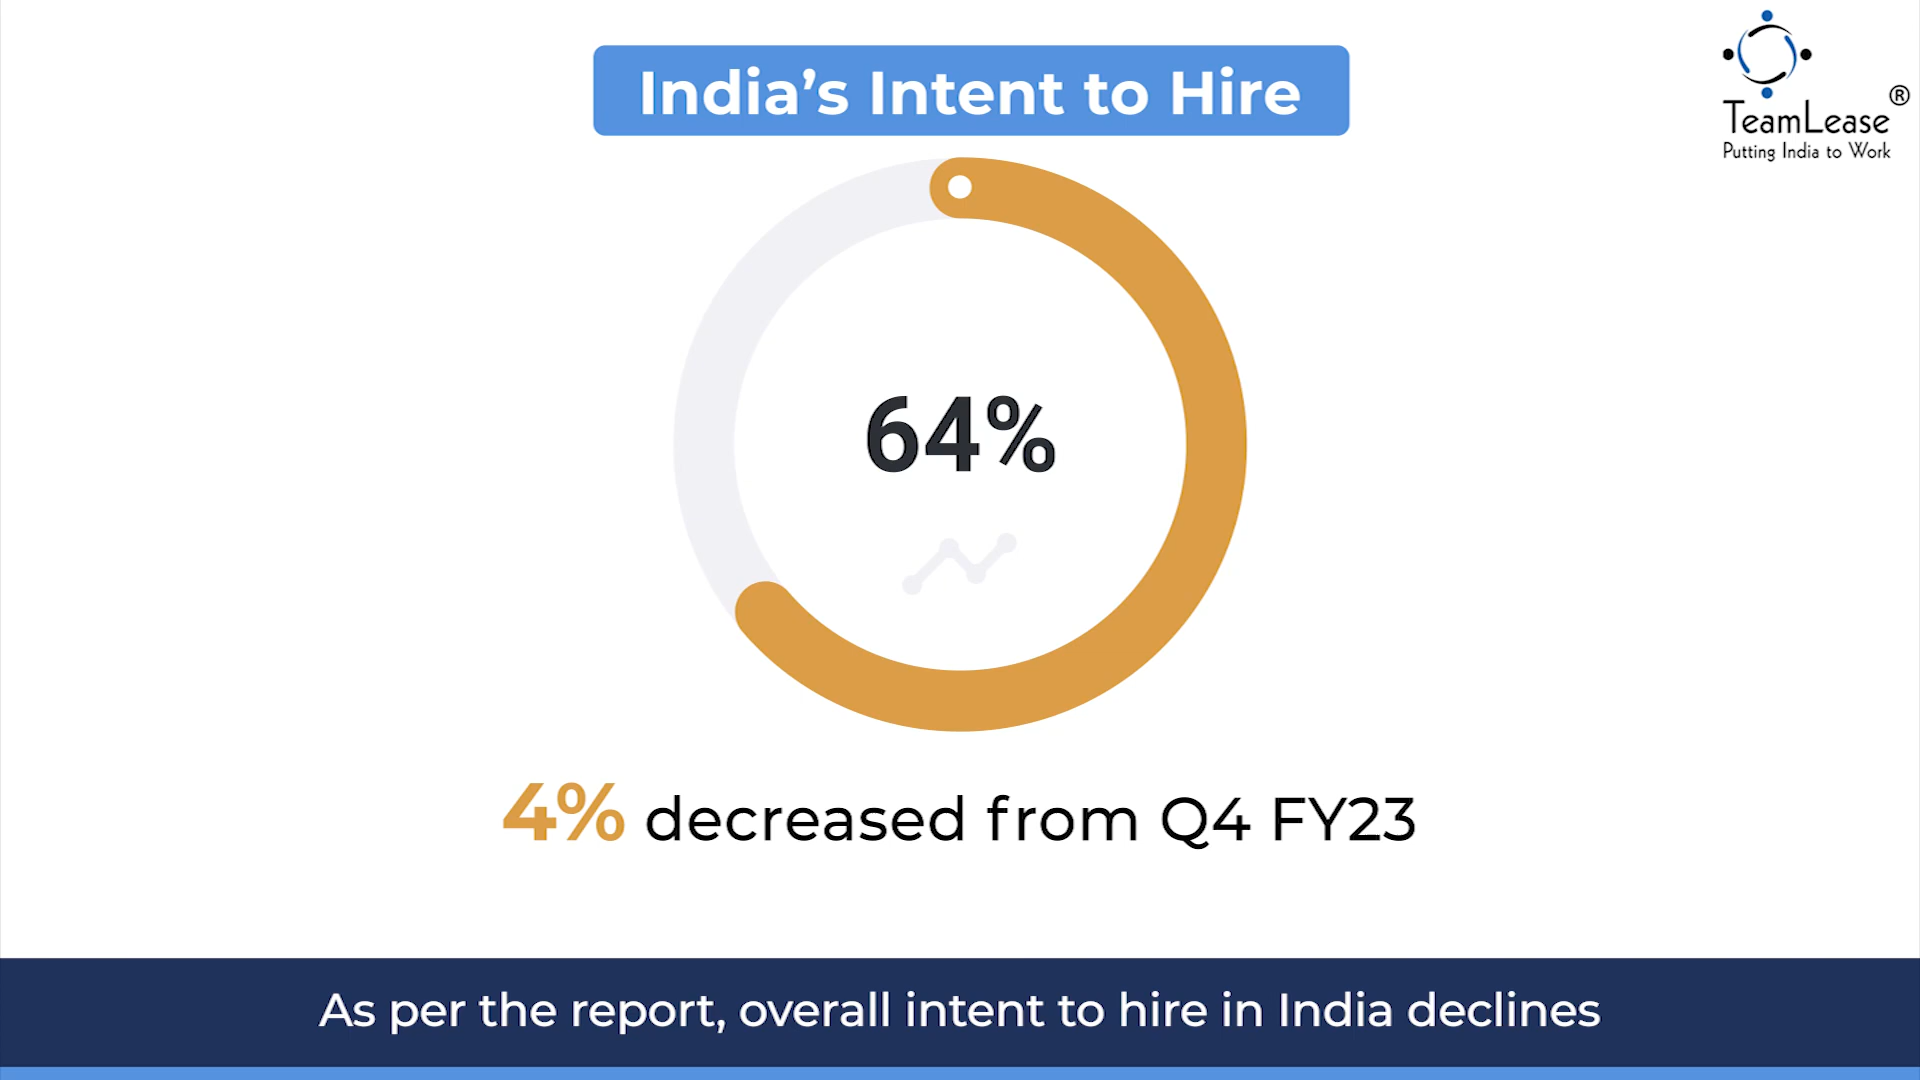 India's Intent to Hire
TeamLease®
Putting India to Work
64%
4% decreased from Q4 FY23
As per the report, overall intent to hire in India declines